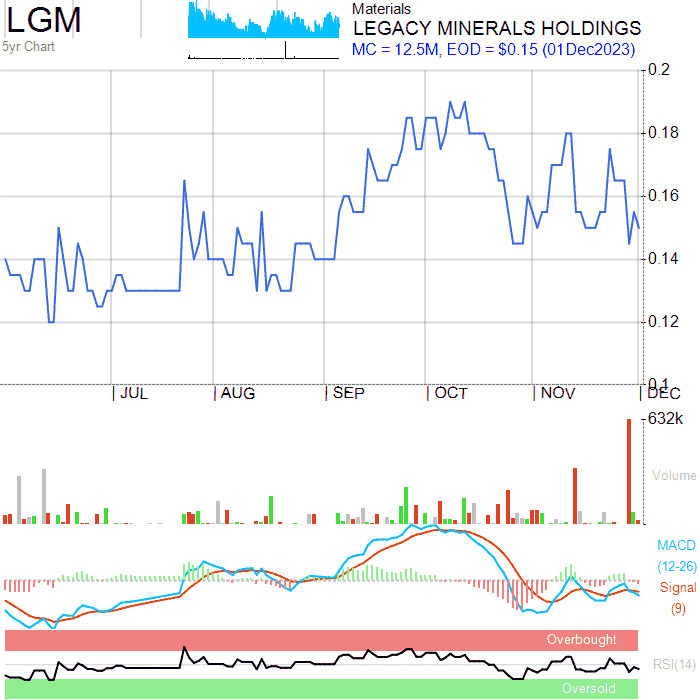 LGM
5yr Chart
Materials
LEGACY MINERALS HOLDINGS
MC = 12.5M, EOD = $0.15 (01Dec2023)
0.2
0.18
0.16
0.14
0.12
0.1
JUL AUG SEP OCT NOV DEC
632k
Volume
MACD
(12-26)
Signal
(9)
Overbought
RSI(14)
Oversold